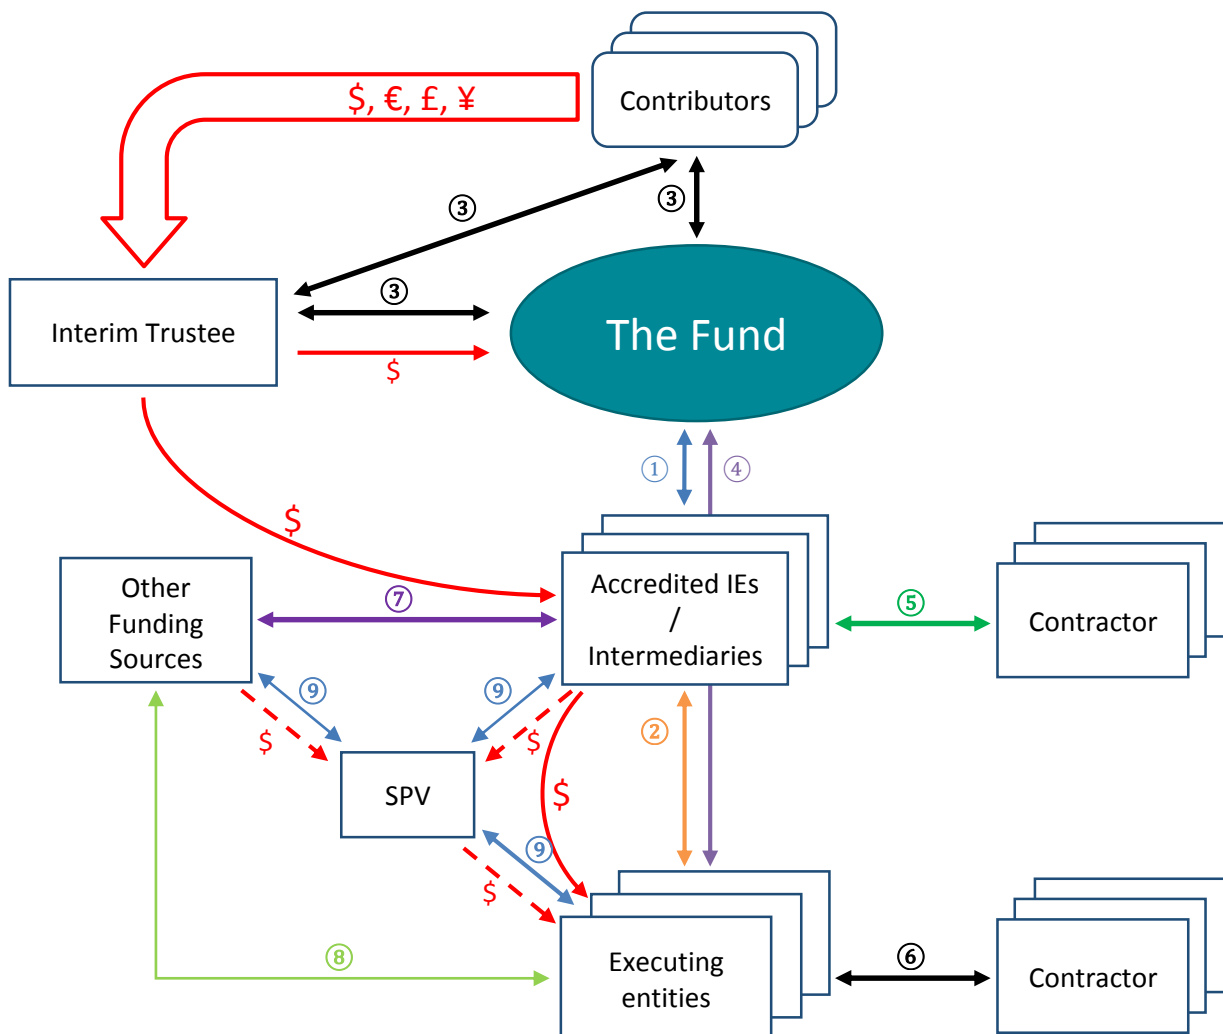 Contributors
$, €, £, ¥
③
③
③
Interim Trustee
The Fund
$
①
④
$
Other
Funding
Sources
⑦
Accredited IEs
/
Intermediaries
⑤
Contractor
⑨
⑨
②
$
$
SPV
$
⑨
$
⑧
Executing
entities
⑥
Contractor